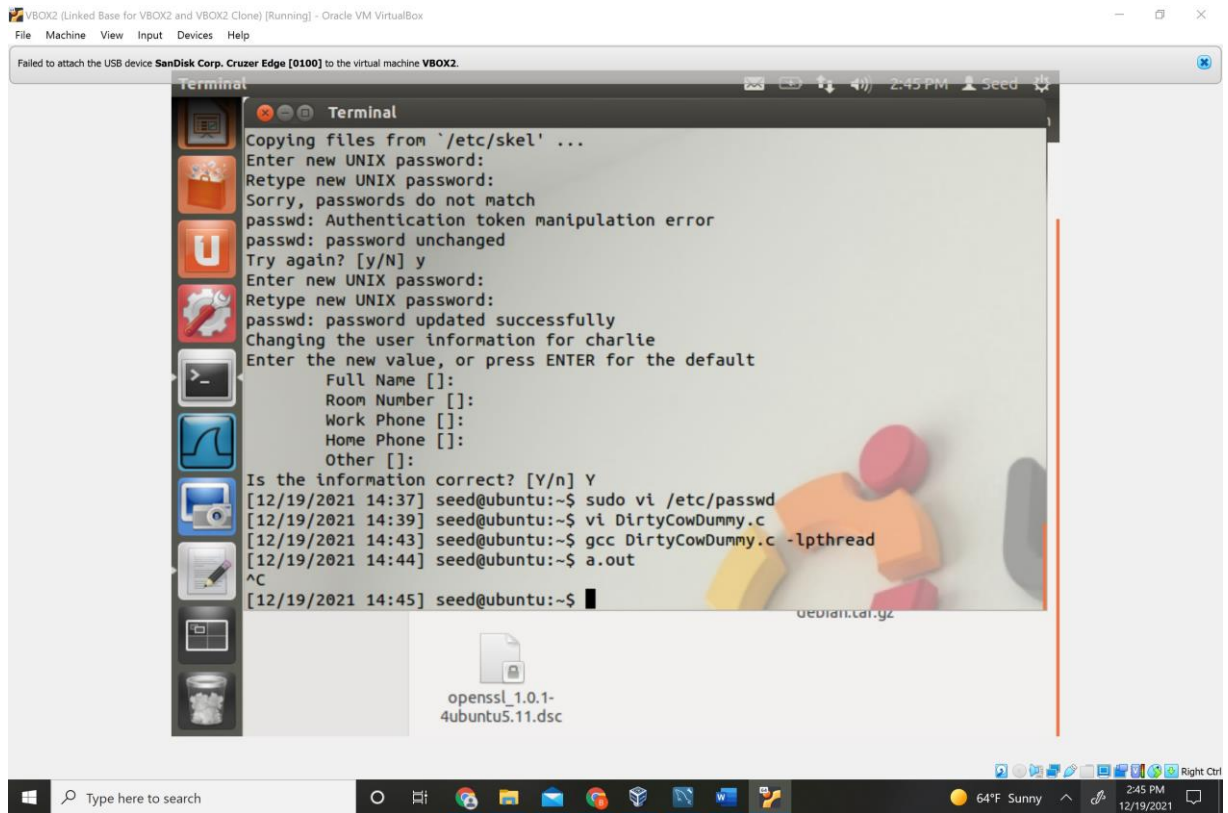 VBOX2 (Linked Base for VBOX2 and VBOX2 Clone) [Running] - Oracle VM VirtualBox
File Machine View Input Devices Help
Failed to attach the USB device SanDisk Corp. Cruzer Edge [0100] to the virtual machine VBOX2.
Terminal 2:45 PM Seed
Terminal
Copying files from `/etc/skel' ...
Enter new UNIX password:
Retype new UNIX password:
Sorry, passwords do not match
passwd: Authentication token manipulation error
passwd: password unchanged
Try again? [y/N] y
Enter new UNIX password:
Retype new UNIX password:
passwd: password updated successfully
Changing the user information for charlie
Enter the new value, or press ENTER for the default
Full Name []:
Room Number []:
Work Phone []:
Home Phone []:
Other []:
Is the information correct? [Y/n] Y
[12/19/2021 14:37] seed@ubuntu:~$ sudo vi /etc/passwd
[12/19/2021 14:39] seed@ubuntu:~$ vi DirtyCowDummy.c
[12/19/2021 14:43] seed@ubuntu:~$ gcc DirtyCowDummy.c -lpthread
[12/19/2021 14:44] seed@ubuntu:~$ a.out
^C
[12/19/2021 14:45] seed@ubuntu:~$
debian.tar.gz
openssl_1.0.1-
4ubuntu5.11.dsc
Right Ctrl
Type here to search
64°F Sunny
2:45 PM
12/19/2021